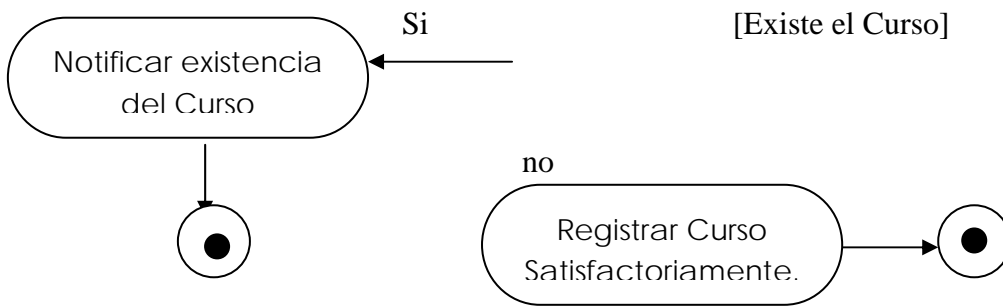 Si
[Existe el Curso]
Notificar existencia
del Curso
no
Registrar Curso
Satisfactoriamente.